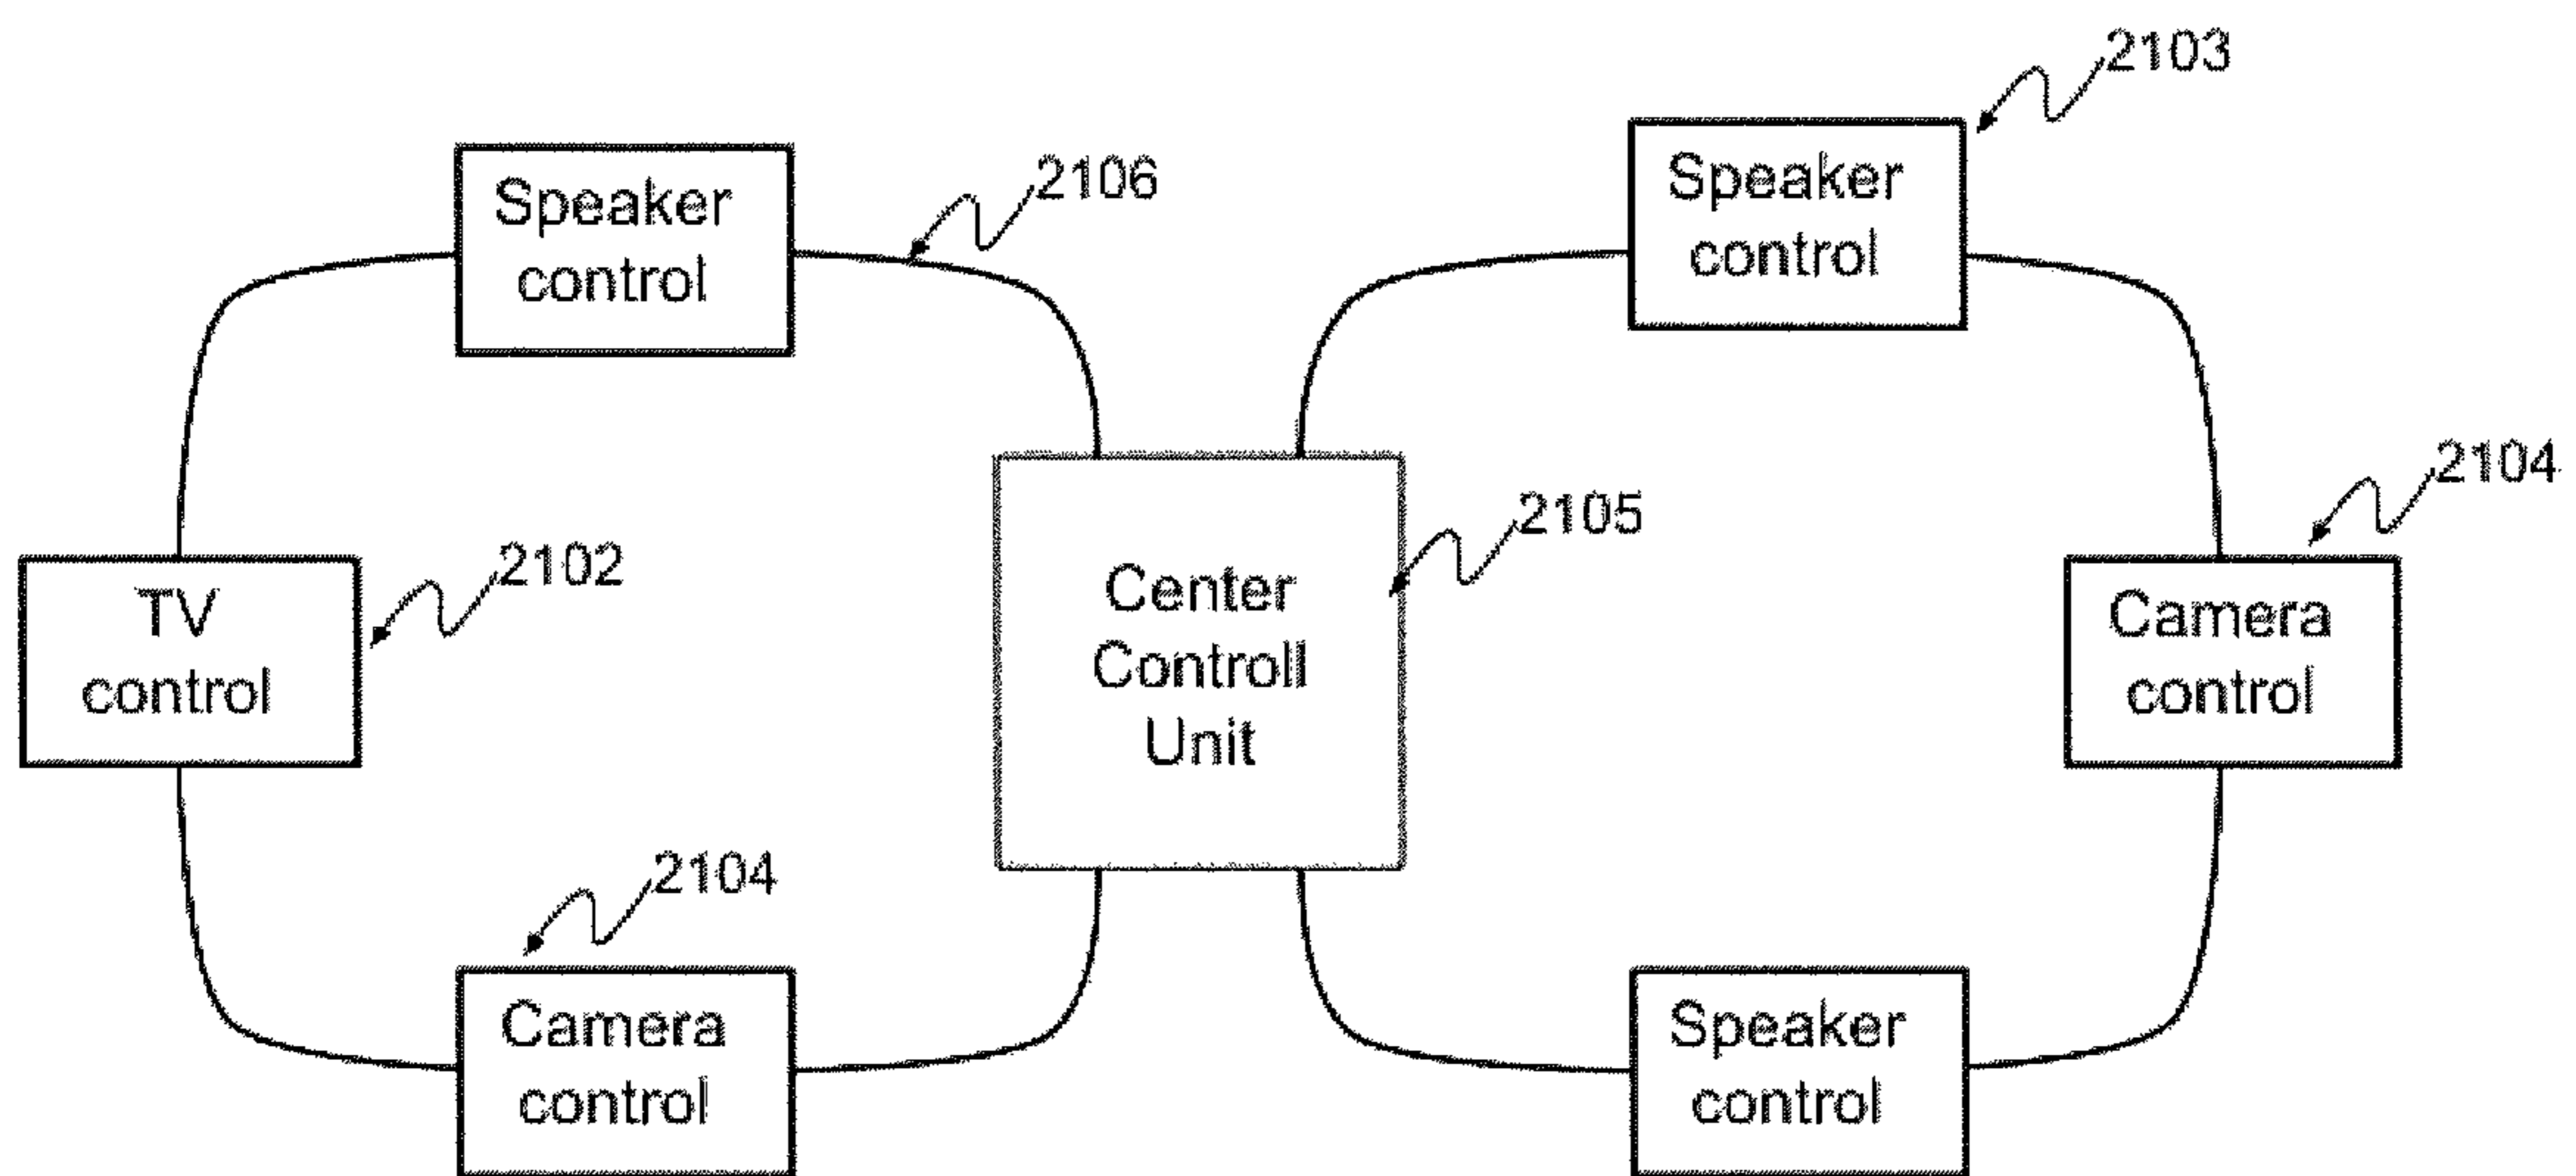 2103
2106
Speaker
control
Speaker
control
2104
2105
2102
TV
control
Center
Controll
Unit
Camera
control
2104
Camera
control
Speaker
control